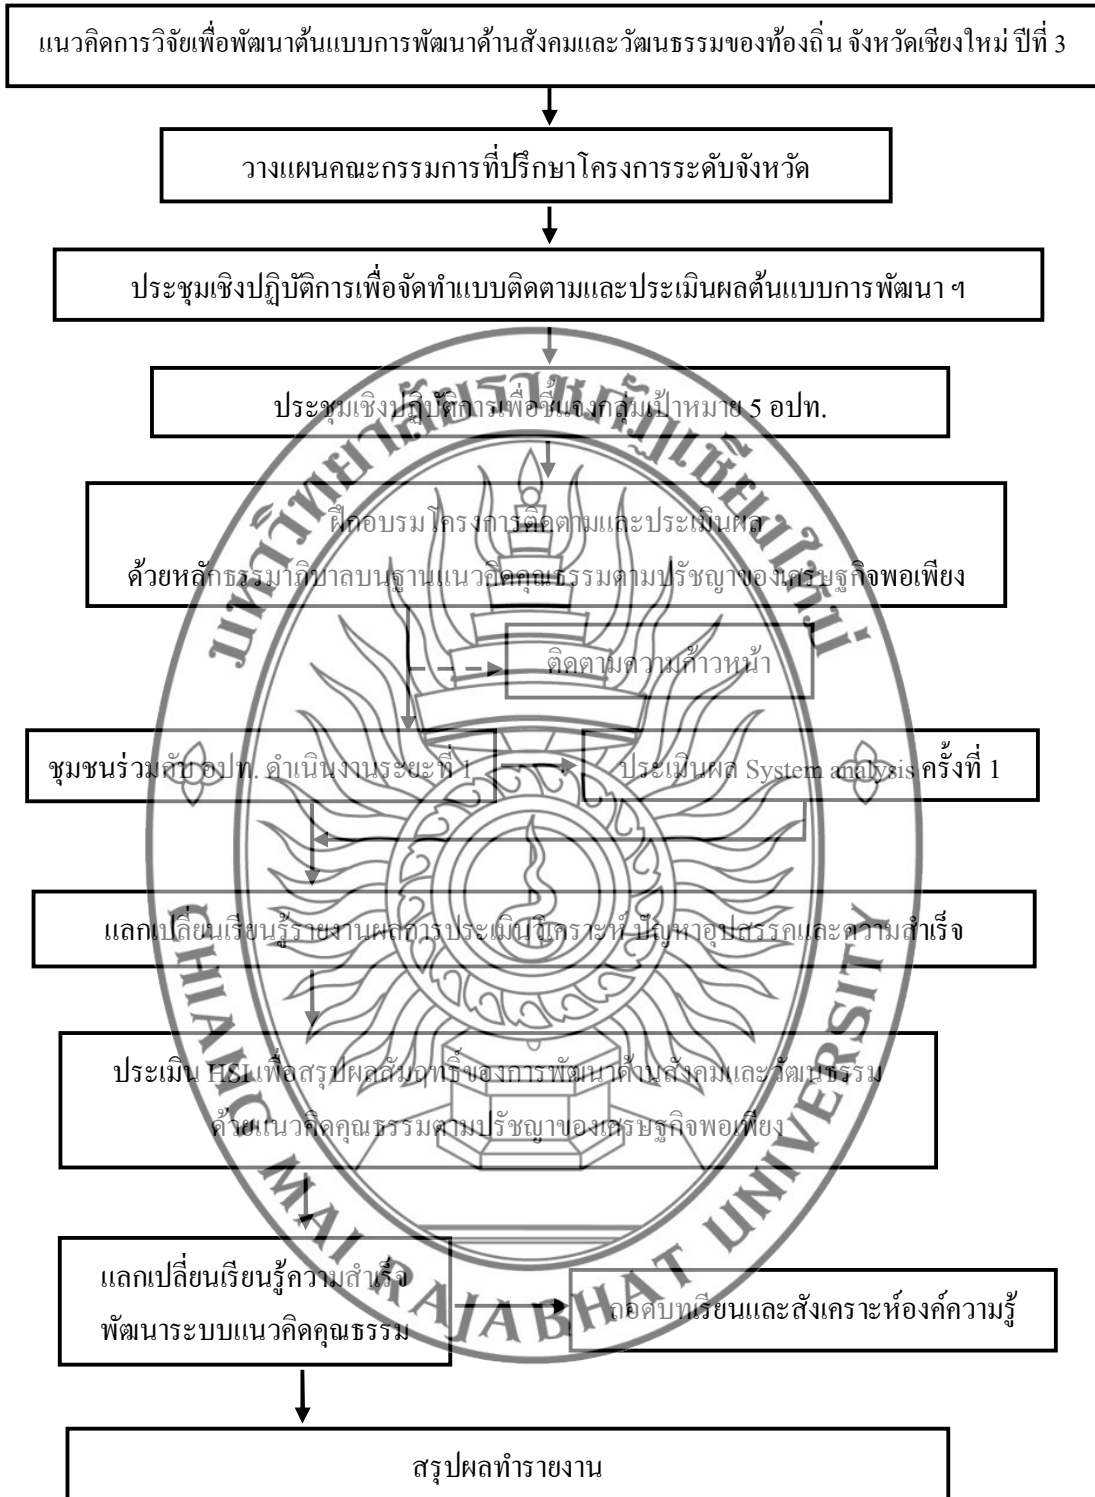 แนวคิดการวิจัยเพื่อพัฒนาต้นแบบการพัฒนาด้านสังคมและวัฒนธรรมของท้องถิ่น จังหวัดเชียงใหม่ ปีที่ 3
วางแผนคณะกรรมการที่ปรึกษาโครงการระดับจังหวัด
ประชุมเชิงปฏิบัติการเพื่อจัดทำแบบติดตามและประเมินผลต้นแบบการพัฒนา ฯ
ประชุมเชิงปฏิบัติการเพื่อชี้แจงกลุ่มเป้าหมาย 5 อปท.
มหาวิทยาลัยราชภัฏเชียงใหม่
ฝึกอบรมโครงการติดตามและประเมินผล
ด้วยหลักธรรมาภิบาลบนฐานแนวคิดคุณธรรมตามปรัชญาของเศรษฐกิจพอเพียง
ติดตามความก้าวหน้า
ชุมชนร่วมกับ อปท. ดำเนินงานระยะที่ 1
ประเมินผล System analysis ครั้งที่ 1
แลกเปลี่ยนเรียนรู้รายงานผลการประเมินวิเคราะห์ ปัญหาอุปสรรคและความสำเร็จ
ประเมิน HSI เพื่อสรุปผลสัมฤทธิ์ของการพัฒนาด้านสังคมและวัฒนธรรม
ด้วยแนวคิดคุณธรรมตามปรัชญาของเศรษฐกิจพอเพียง
CHIANG MAI RAJABHAT UNIVERSITY
แลกเปลี่ยนเรียนรู้ความสำเร็จ
พัฒนาระบบแนวคิดคุณธรรม
ถอดบทเรียนและสังเคราะห์องค์ความรู้
สรุปผลทำรายงาน